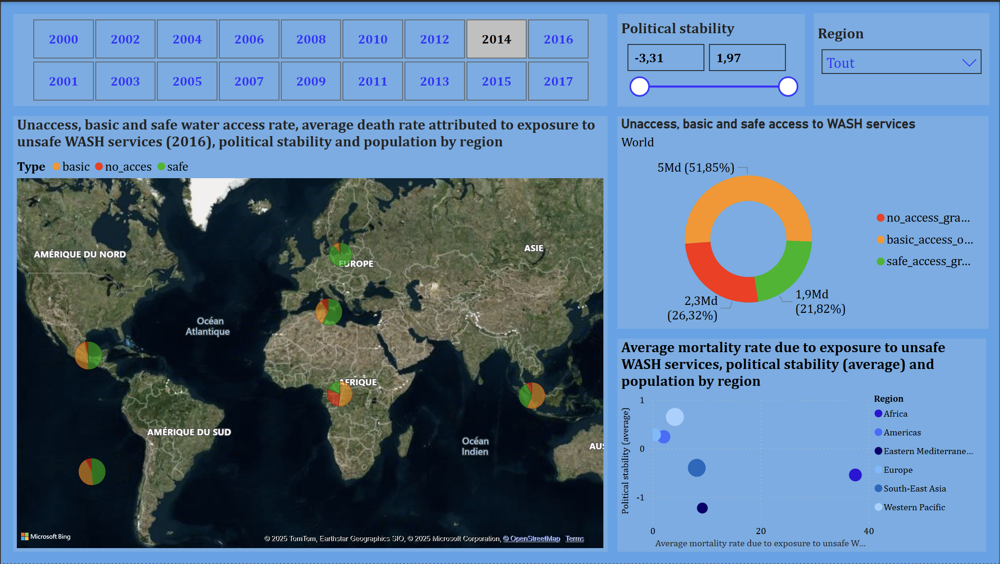 2000 2002 2004 2006 2008 2010 2012 2014 2016
2001 2003 2005 2007 2009 2011 2013 2015 2017
Political stability
-3,31 1,97
Region
Tout
Unaccess, basic and safe water access rate, average death rate attributed to exposure to
unsafe WASH services (2016), political stability and population by region
Type basic no_acces safe
AMÉRIQUE DU NORD
ASIE
EUROPE
Océan
Atlantique
AFRIQUE
AMÉRIQUE DU SUD
Océan
Indien
AUS
Microsoft Bing
© 2025 TomTom, Earthstar Geographics SIO, © 2025 Microsoft Corporation, © OpenStreetMap Terms
Unaccess, basic and safe access to WASH services
World
5Md (51,85%)
2,3Md
(26,32%)
1,9Md
(21,82%)
no_access_gra...
basic_access_o...
safe_access_gr...
Average mortality rate due to exposure to unsafe
WASH services, political stability (average) and
population by region
Political stability (average)
1
0
-1
0 20 40
Average mortality rate due to exposure to unsafe W...
Region
Africa
Americas
Eastern Mediterrane...
Europe
South-East Asia
Western Pacific